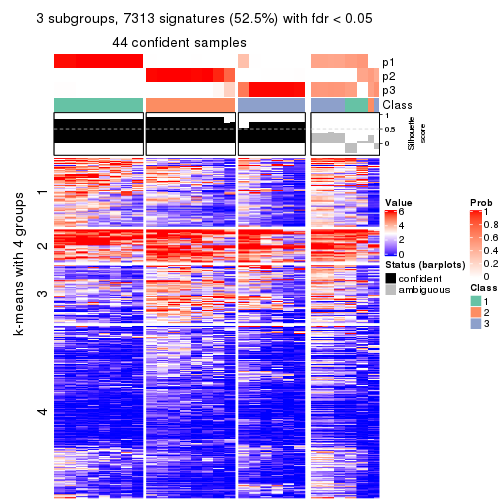 3 subgroups, 7313 signatures (52.5%) with fdr < 0.05
44 confident samples
p1
p2
p3
Class
1
0.5
0
Silhouette
score
k-means with 4 groups
1
2
3
4
Value
6
4
2
0
Status (barplots)
confident
ambiguous
Prob
1
0.8
0.6
0.4
0.2
0
Class
1
2
3